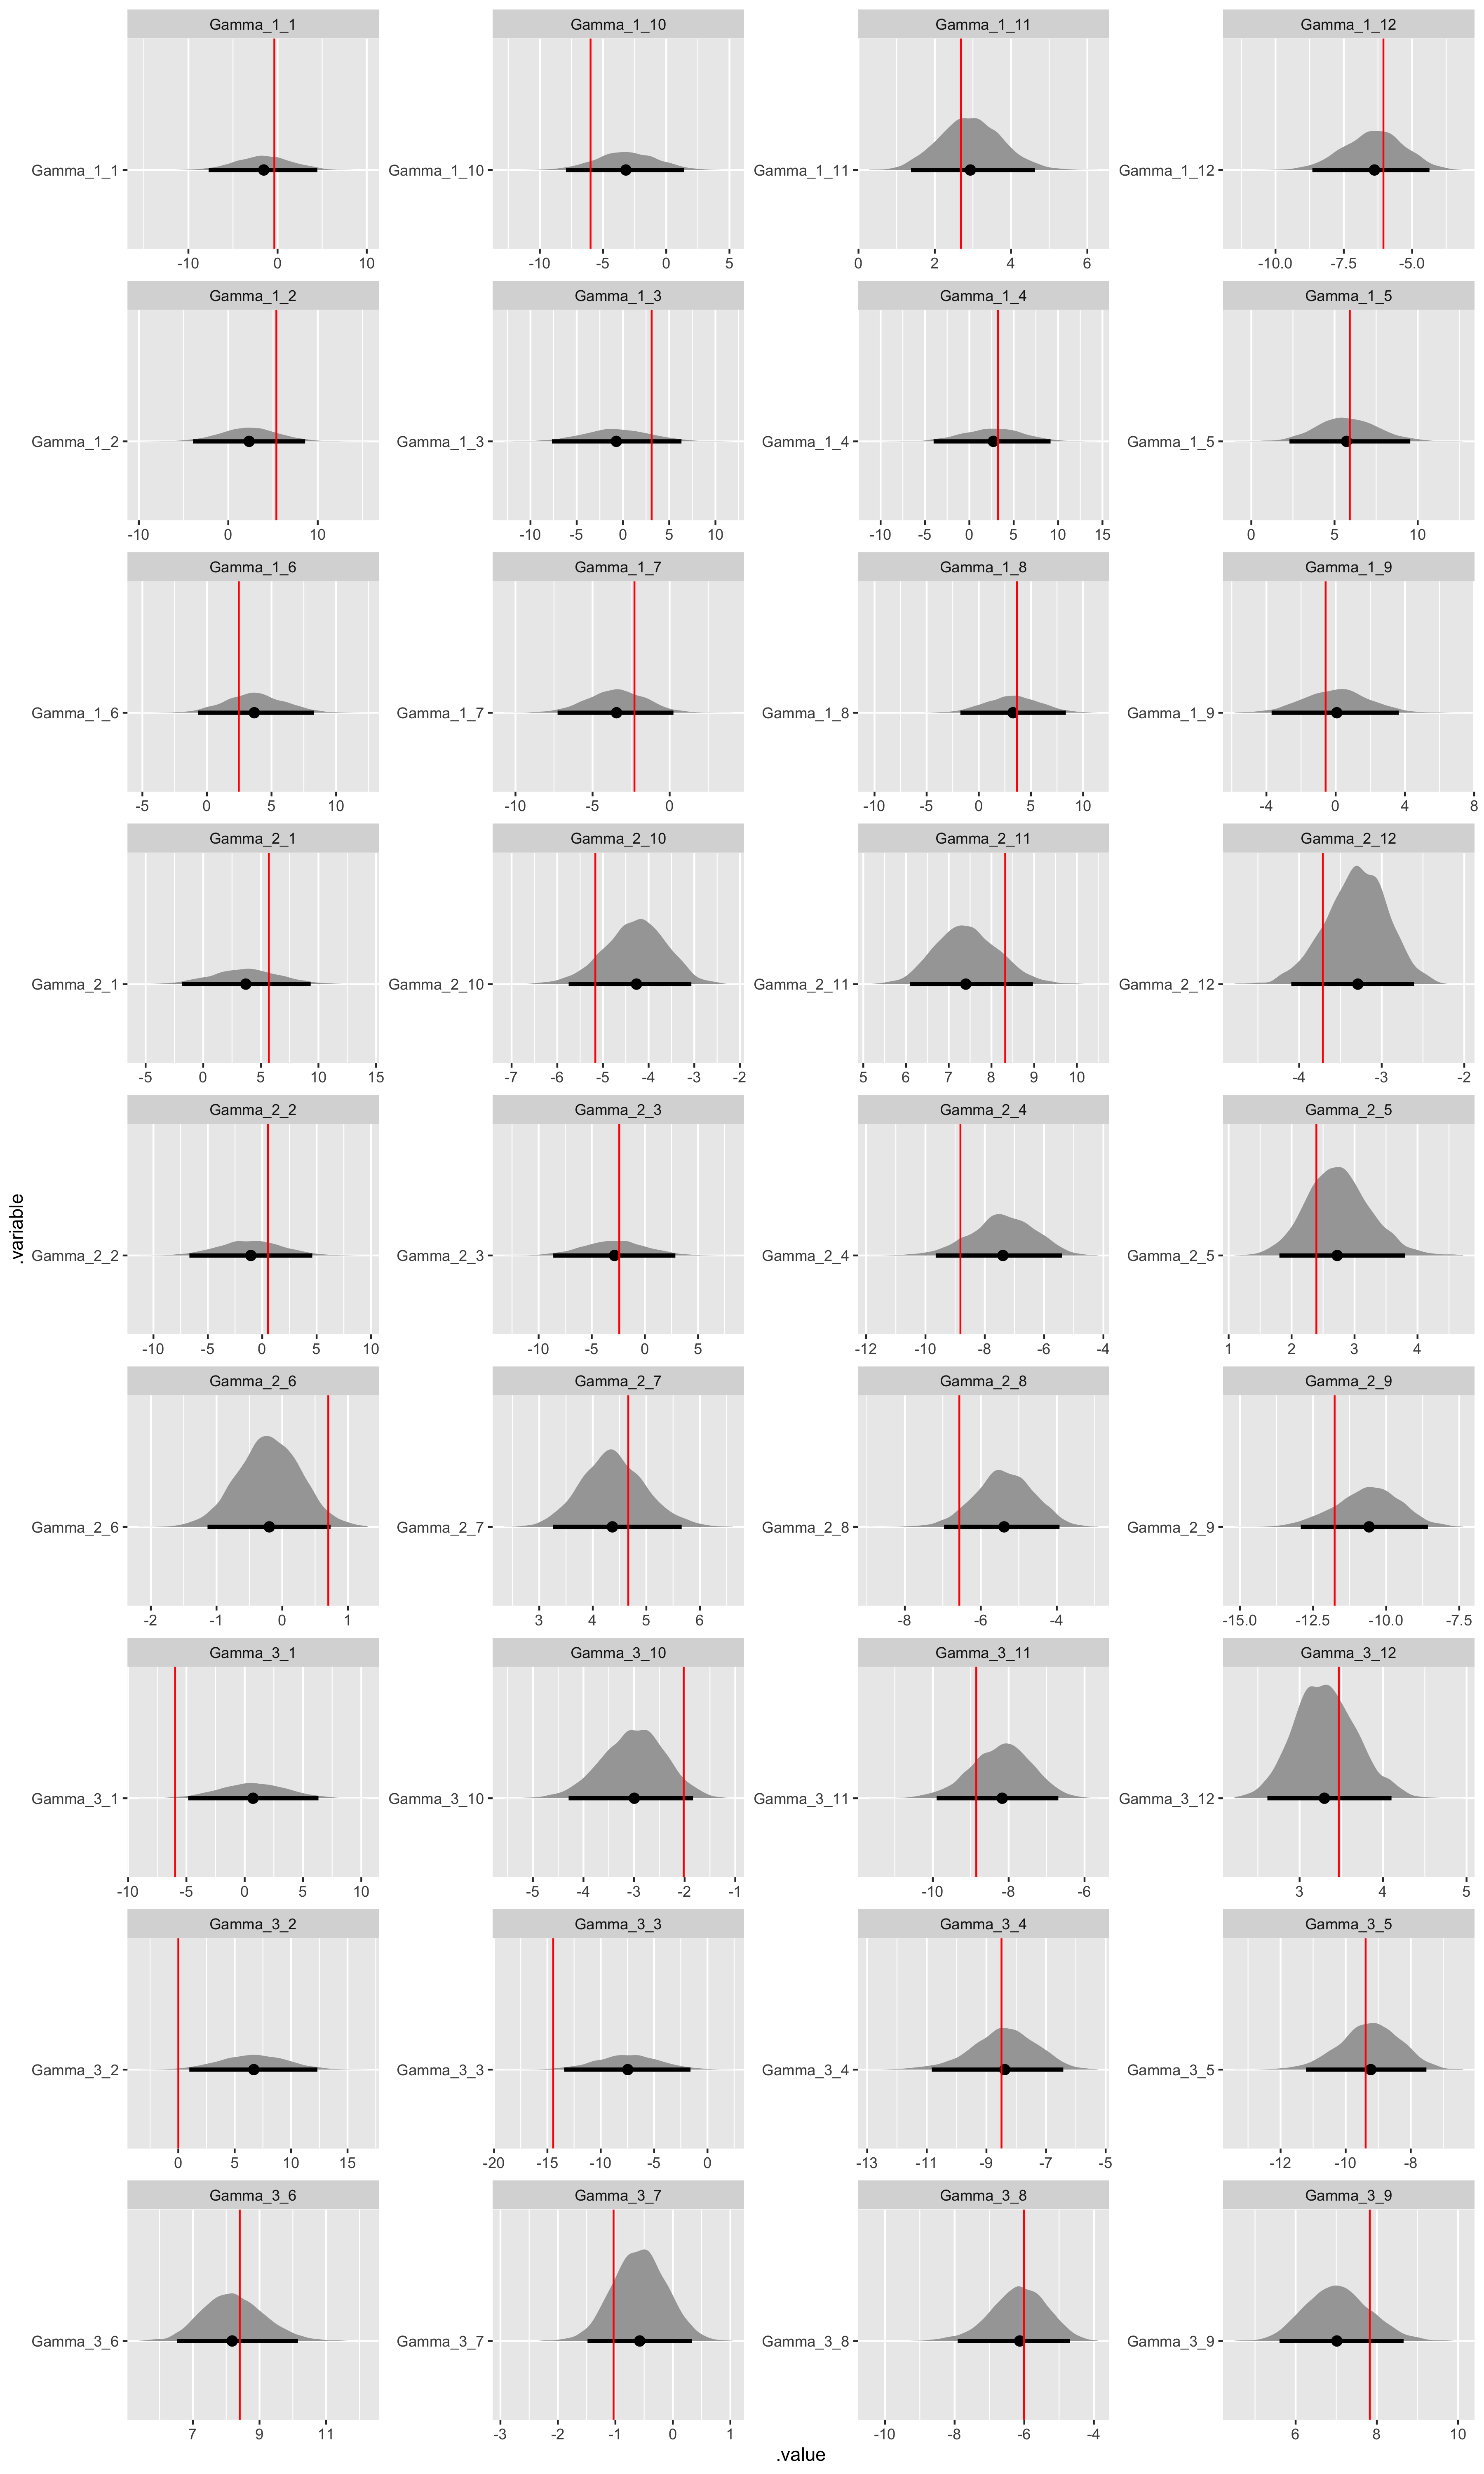 Gamma_1_1 Gamma_1_10 Gamma_1_11 Gamma_1_12
Gamma_1_1 Gamma_1_10 Gamma_1_11 Gamma_1_12
-10 0 10 -10 -5 0 5 0 2 4 6 -10.0 -7.5 -5.0
Gamma_1_2 Gamma_1_3 Gamma_1_4 Gamma_1_5
Gamma_1_2 Gamma_1_3 Gamma_1_4 Gamma_1_5
-10 0 10 -10 -5 0 5 10 -10 -5 0 5 10 15 0 5 10
Gamma_1_6 Gamma_1_7 Gamma_1_8 Gamma_1_9
Gamma_1_6 Gamma_1_7 Gamma_1_8 Gamma_1_9
-5 0 5 10 -10 -5 0 -10 -5 0 5 10 -4 0 4 8
Gamma_2_1 Gamma_2_10 Gamma_2_11 Gamma_2_12
Gamma_2_1 Gamma_2_10 Gamma_2_11 Gamma_2_12
-5 0 5 10 15 -7 -6 -5 -4 -3 -2 5 6 7 8 9 10 -4 -3 -2
Gamma_2_2 Gamma_2_3 Gamma_2_4 Gamma_2_5
.variable
Gamma_2_2 Gamma_2_3 Gamma_2_4 Gamma_2_5
-10 -5 0 5 10 -10 -5 0 5 -12 -10 -8 -6 -4 1 2 3 4
Gamma_2_6 Gamma_2_7 Gamma_2_8 Gamma_2_9
Gamma_2_6 Gamma_2_7 Gamma_2_8 Gamma_2_9
-2 -1 0 1 3 4 5 6 -8 -6 -4 -15.0 -12.5 -10.0 -7.5
Gamma_3_1 Gamma_3_10 Gamma_3_11 Gamma_3_12
Gamma_3_1 Gamma_3_10 Gamma_3_11 Gamma_3_12
-10 -5 0 5 10 -5 -4 -3 -2 -1 -10 -8 -6 3 4 5
Gamma_3_2 Gamma_3_3 Gamma_3_4 Gamma_3_5
Gamma_3_2 Gamma_3_3 Gamma_3_4 Gamma_3_5
0 5 10 15 -20 -15 -10 -5 0 -13 -11 -9 -7 -5 -12 -10 -8
Gamma_3_6 Gamma_3_7 Gamma_3_8 Gamma_3_9
Gamma_3_6 Gamma_3_7 Gamma_3_8 Gamma_3_9
7 9 11 -3 -2 -1 0 1 -10 -8 -6 -4 6 8 10
.value